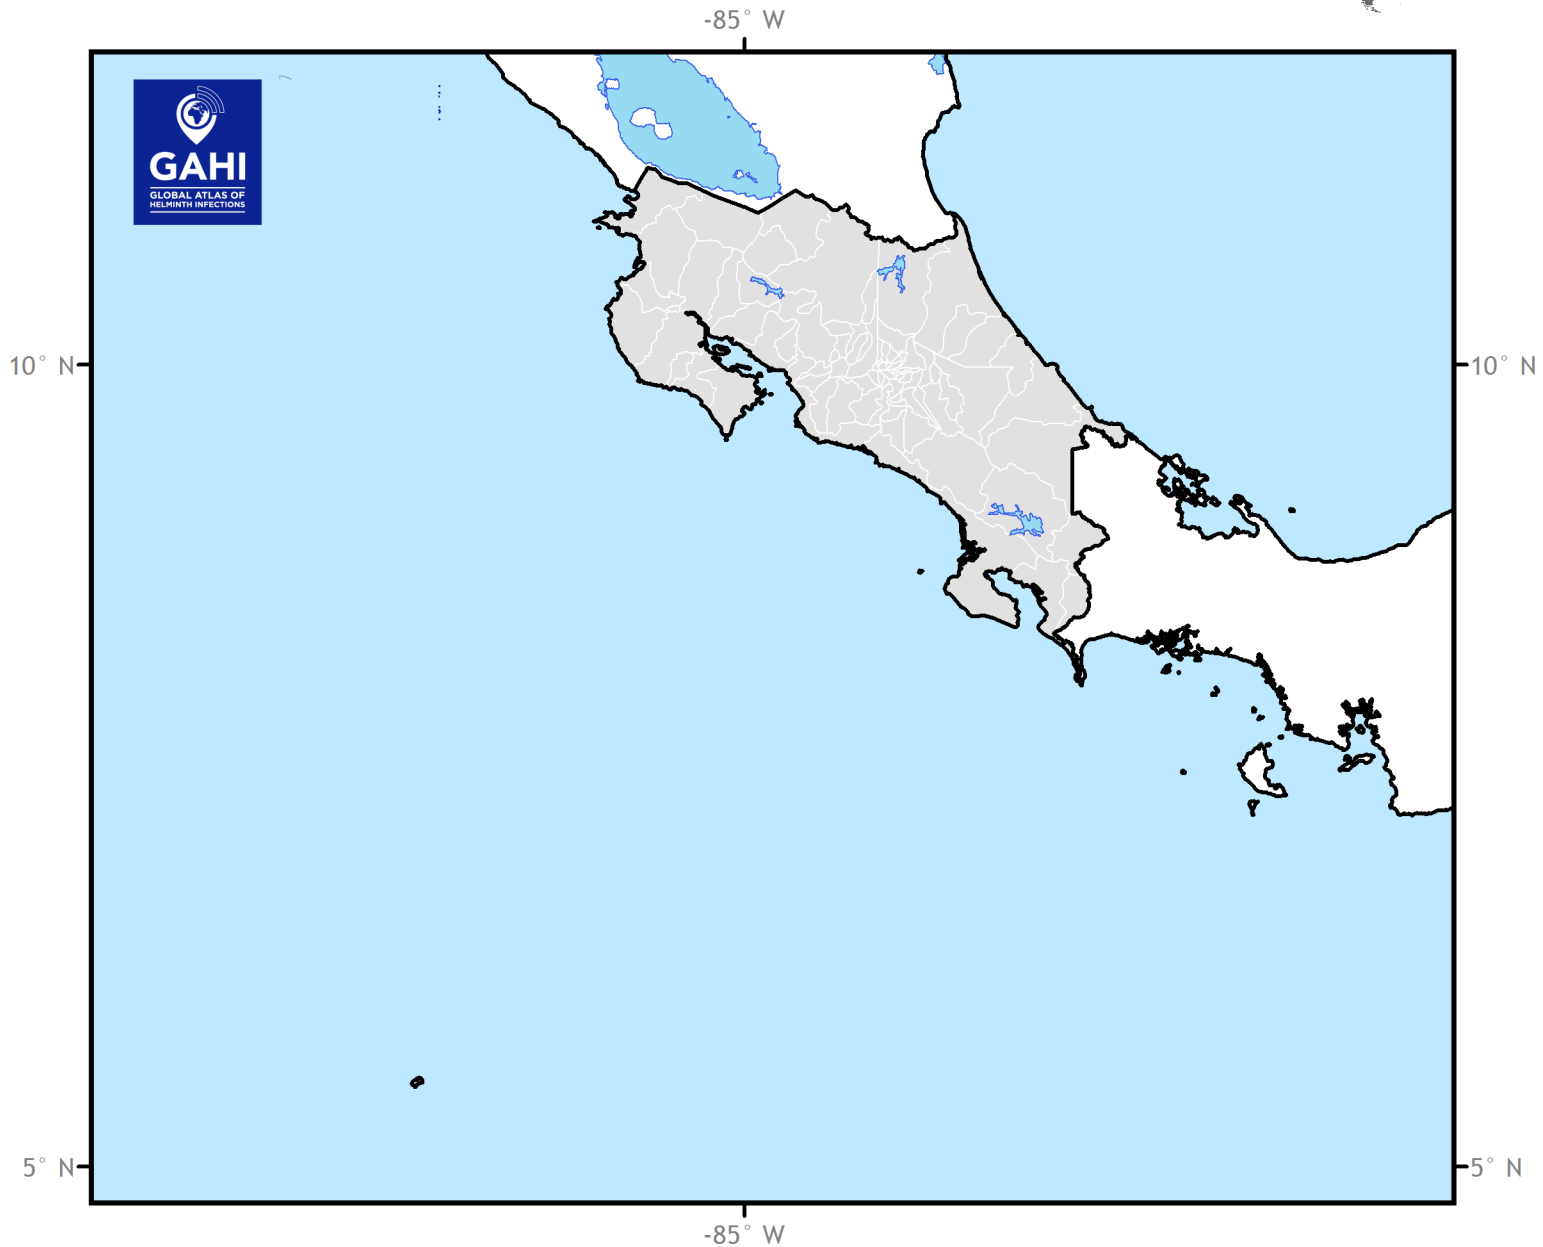 -85° W
GAHI
GLOBAL ATLAS OF
HELMINTH INFECTIONS
10° N
10° N
5° N
5° N
-85° W